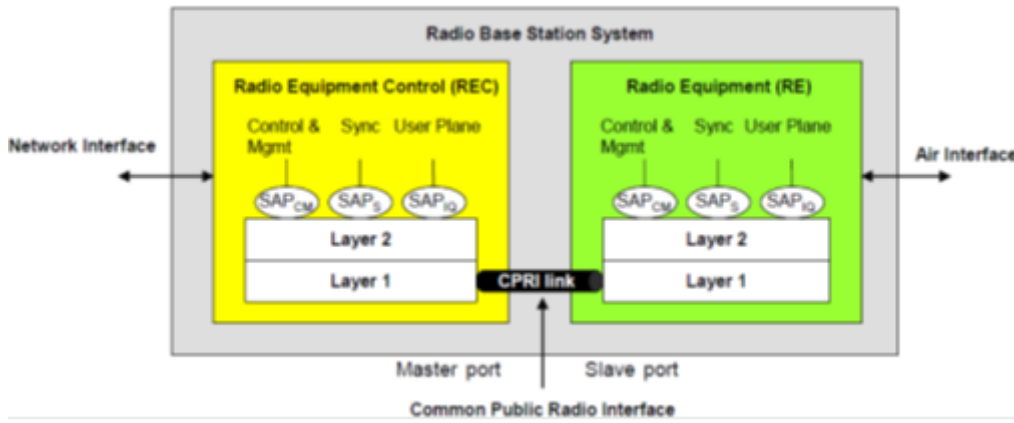 Radio Base Station System
Radio Equipment Control (REC)
Radio Equipment (RE)
Control & Sync User Plane
Mgmt
Control & Sync User Plane
Mgmt
Network Interface
Air Interface
SAPCM SAPS SAPIQ
SAPCM SAPS SAPIQ
Layer 2
Layer 2
Layer 1
CPRI link
Layer 1
Master port
Slave port
Common Public Radio Interface